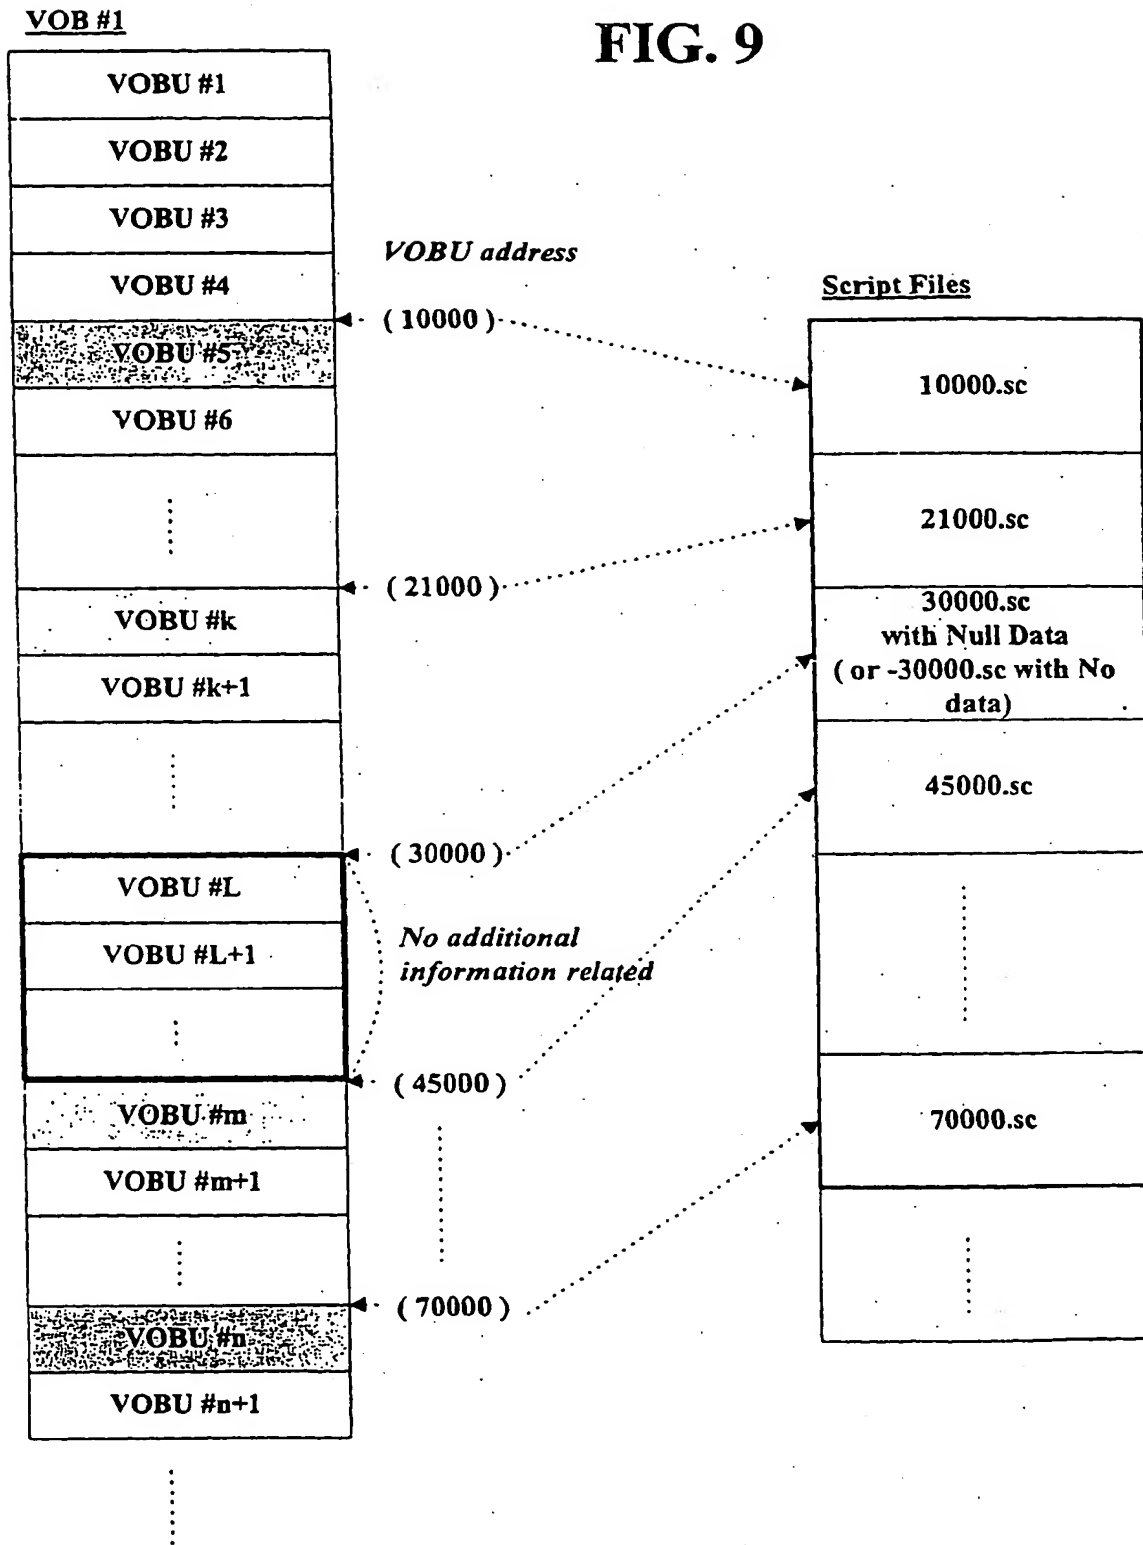 VOB #1
FIG. 9
VOBU #1
VOBU #2
VOBU #3
VOBU #4
VOBU #5
VOBU #6
VOBU #k
VOBU #k+1
VOBU #L
VOBU #L+1
VOBU #m
VOBU #m+1
VOBU #n
VOBU #n+1
VOBU address
( 10000 )
( 21000 )
( 30000 )
No additional
information related
( 45000 )
( 70000 )
Script Files
10000.sc
21000.sc
30000.sc
with Null Data
( or -30000.sc with No
data)
45000.sc
70000.sc